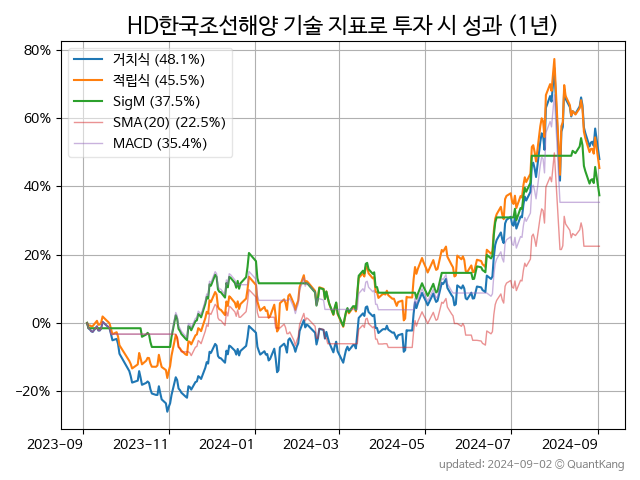 HD한국조선해양 기술 지표로 투자 시 성과 (1년)
거치식 (48.1%)
적립식 (45.5%)
SigM (37.5%)
SMA(20) (22.5%)
MACD (35.4%)
80%
60%
40%
20%
0%
−20%
2023-09 2023-11 2024-01 2024-03 2024-05 2024-07 2024-09
updated: 2024-09-02 © QuantKang